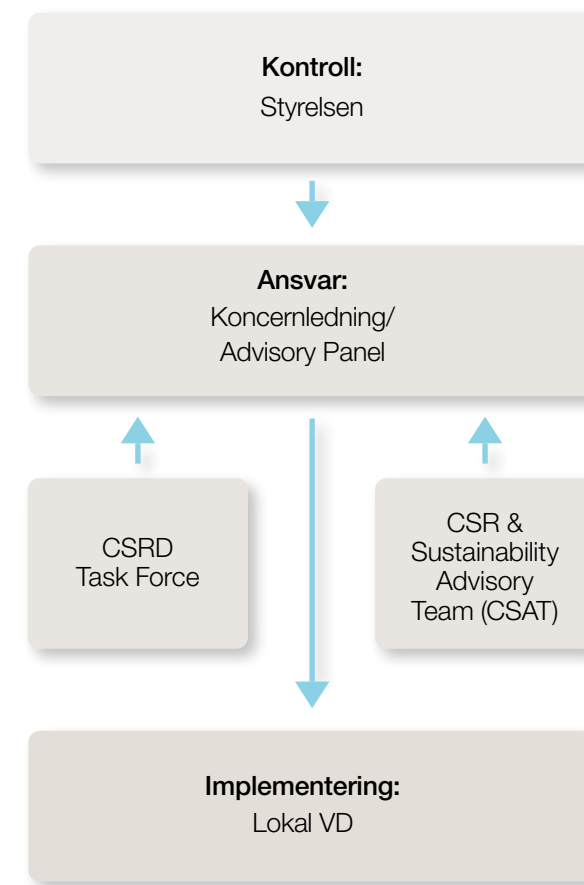 Kontroll:
Styrelsen
Ansvar:
Koncernledning/
Advisory Panel
CSRD
Task Force
CSR &
Sustainability
Advisory
Team (CSAT)
Implementering:
Lokal VD